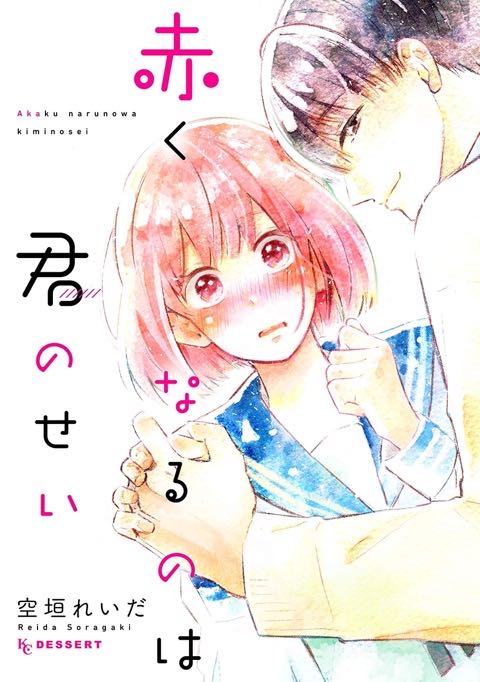 赤くなるのは
君のせい
Akaku narunowa
kiminosei
空垣れいだ
Reida Soragaki
KC DESSERT